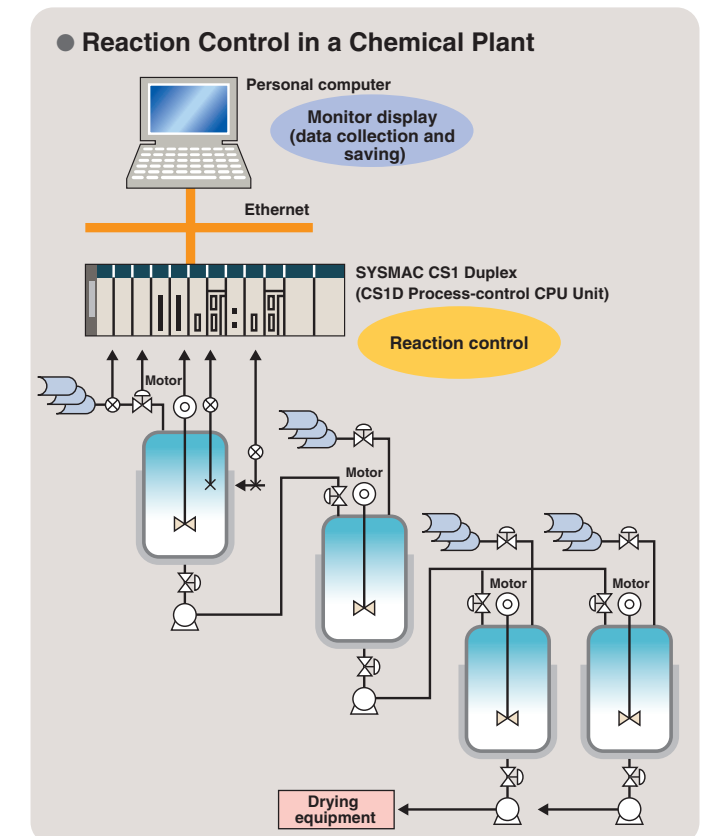 ● Reaction Control in a Chemical Plant
Personal computer
Monitor display
(data collection and
saving)
Ethernet
SYSMAC CS1 Duplex
(CS1D Process-control CPU Unit)
Reaction control
Motor
Motor
Motor
Motor
Drying
equipment